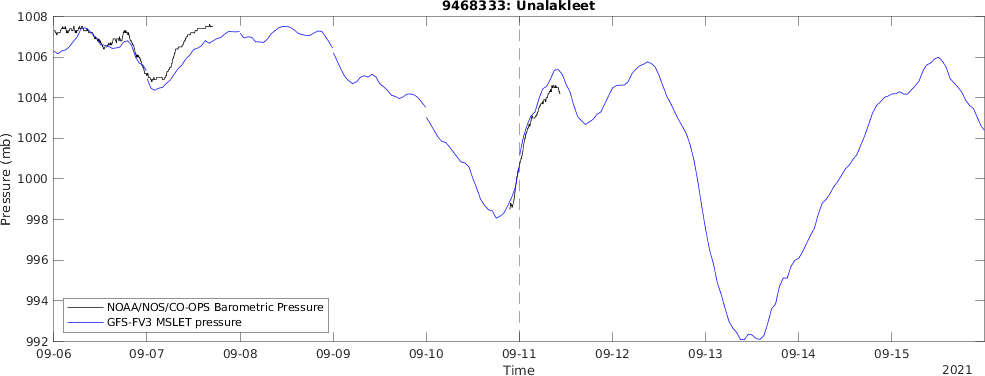 9468333: Unalakleet
Pressure (mb)
1008
1006
1004
1002
1000
998
996
994
992
NOAA/NOS/CO-OPS Barometric Pressure
GFS-FV3 MSLET pressure
09-06 09-07 09-08 09-09 09-10 09-11 09-12 09-13 09-14 09-15
Time
2021